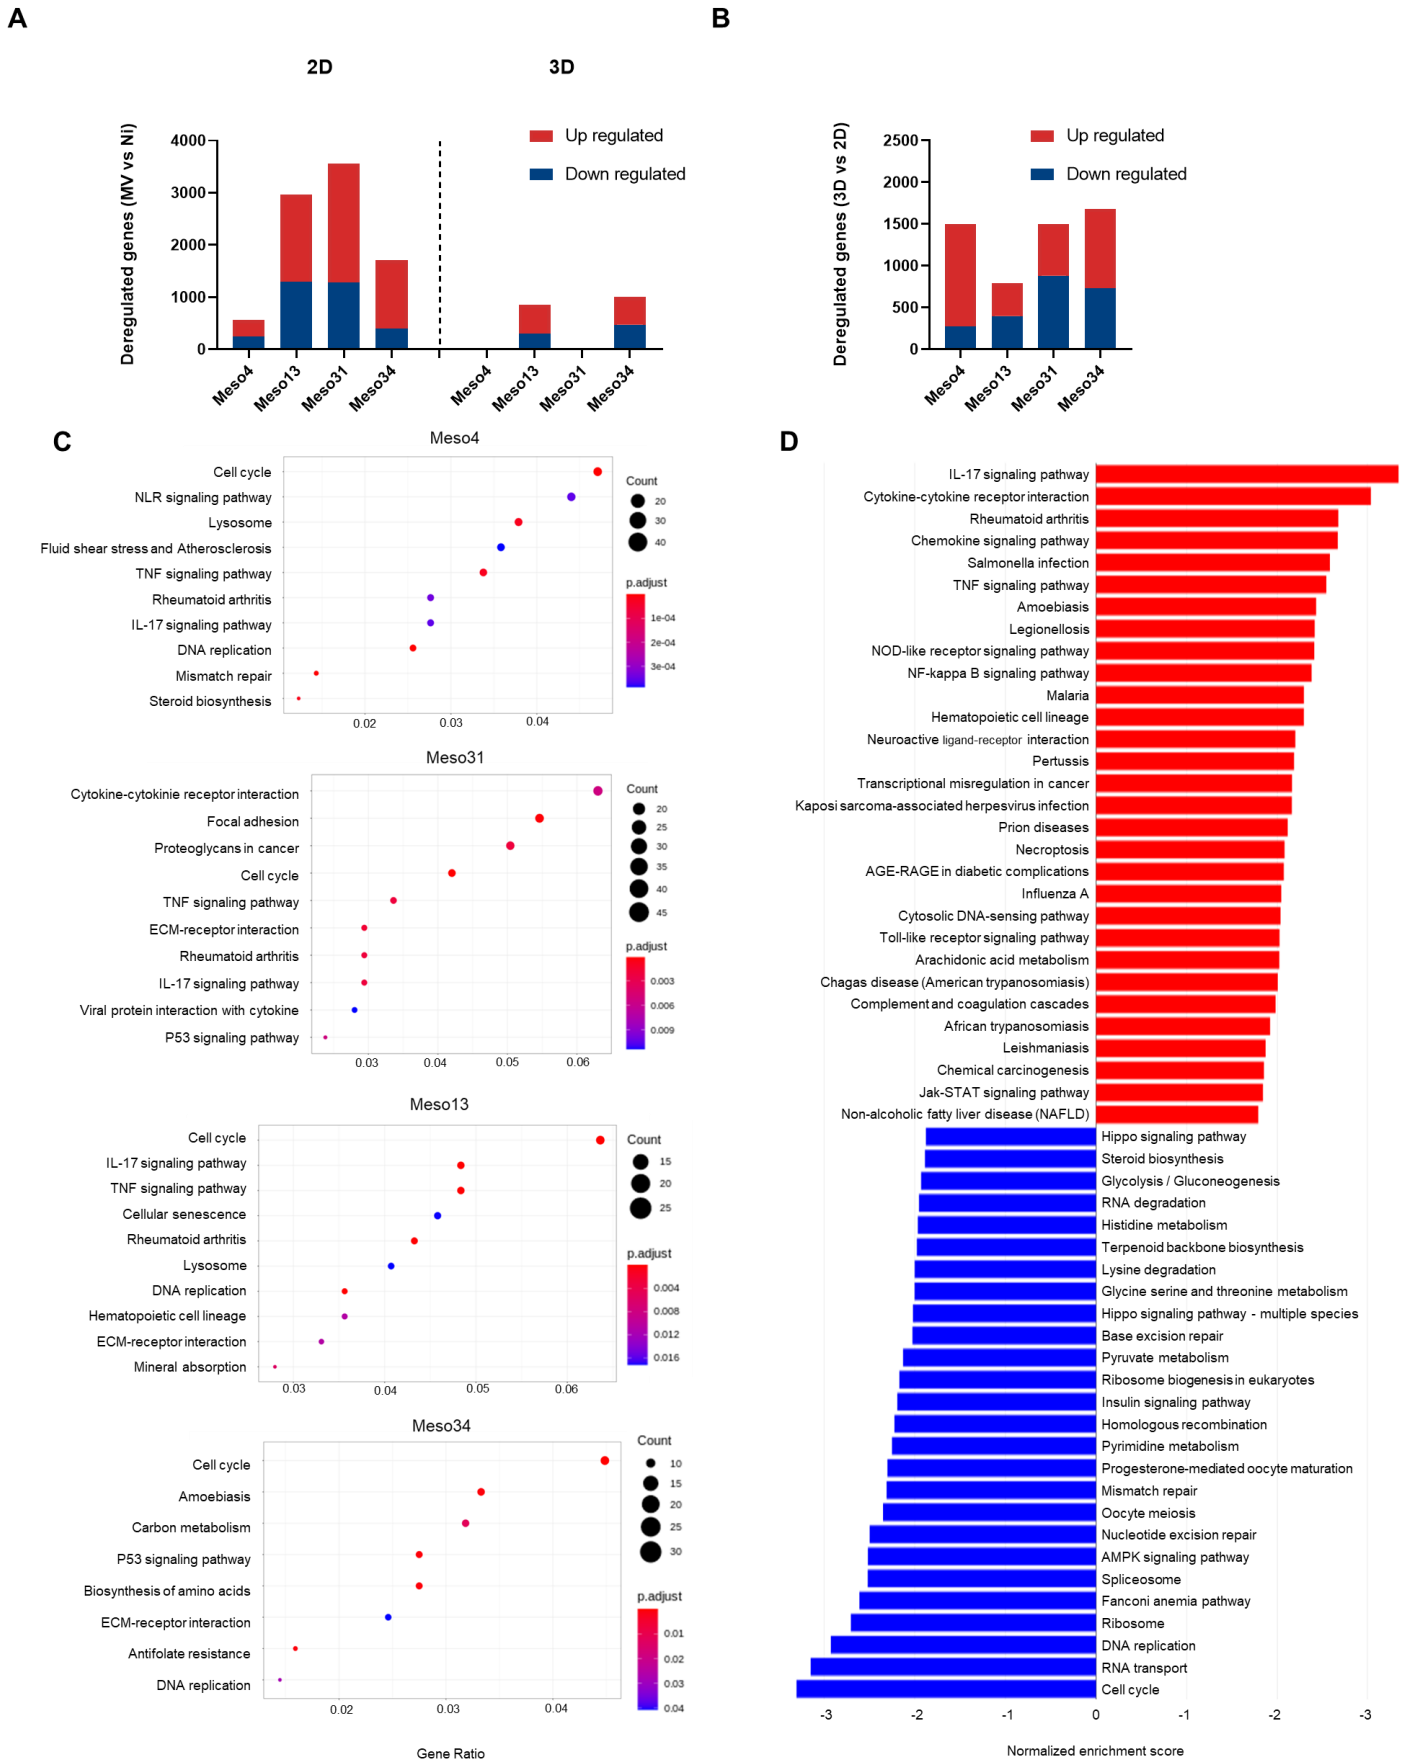 A
B
2D
3D
Deregulated genes (MV vs Ni)
4000
3000
2000
1000
0
Up regulated
Down regulated
Meso4
Meso13
Meso31
Meso34
Meso4
Meso13
Meso31
Meso34
Deregulated genes (3D vs 2D)
2500
2000
1500
1000
500
0
Up regulated
Down regulated
Meso4
Meso13
Meso31
Meso34
C
Meso4
Cell cycle
NLR signaling pathway
Lysosome
Fluid shear stress and Atherosclerosis
TNF signaling pathway
Rheumatoid arthritis
IL-17 signaling pathway
DNA replication
Mismatch repair
Steroid biosynthesis
0.02 0.03 0.04
Count
20
30
40
p.adjust
1e-04
2e-04
3e-04
Meso31
Cytokine-cytokinie receptor interaction
Focal adhesion
Proteoglycans in cancer
Cell cycle
TNF signaling pathway
ECM-receptor interaction
Rheumatoid arthritis
IL-17 signaling pathway
Viral protein interaction with cytokine
P53 signaling pathway
0.03 0.04 0.05 0.06
Count
20
25
30
35
40
45
p.adjust
0.003
0.006
0.009
Meso13
Cell cycle
IL-17 signaling pathway
TNF signaling pathway
Cellular senescence
Rheumatoid arthritis
Lysosome
DNA replication
Hematopoietic cell lineage
ECM-receptor interaction
Mineral absorption
0.03 0.04 0.05 0.06
Count
15
20
25
p.adjust
0.004
0.008
0.012
0.016
Meso34
Cell cycle
Amoebiasis
Carbon metabolism
P53 signaling pathway
Biosynthesis of amino acids
ECM-receptor interaction
Antifolate resistance
DNA replication
0.02 0.03 0.04
Gene Ratio
Count
10
15
20
25
30
p.adjust
0.01
0.02
0.03
0.04
D
IL-17 signaling pathway
Cytokine-cytokine receptor interaction
Rheumatoid arthritis
Chemokine signaling pathway
Salmonella infection
TNF signaling pathway
Amoebiasis
Legionellosis
NOD-like receptor signaling pathway
NF-kappa B signaling pathway
Malaria
Hematopoietic cell lineage
Neuroactive ligand-receptor interaction
Pertussis
Transcriptional misregulation in cancer
Kaposi sarcoma-associated herpesvirus infection
Prion diseases
Necroptosis
AGE-RAGE in diabetic complications
Influenza A
Cytosolic DNA-sensing pathway
Toll-like receptor signaling pathway
Arachidonic acid metabolism
Chagas disease (American trypanosomiasis)
Complement and coagulation cascades
African trypanosomiasis
Leishmaniasis
Chemical carcinogenesis
Jak-STAT signaling pathway
Non-alcoholic fatty liver disease (NAFLD)
Hippo signaling pathway
Steroid biosynthesis
Glycolysis / Gluconeogenesis
RNA degradation
Histidine metabolism
Terpenoid backbone biosynthesis
Lysine degradation
Glycine serine and threonine metabolism
Hippo signaling pathway - multiple species
Base excision repair
Pyruvate metabolism
Ribosome biogenesis in eukaryotes
Insulin signaling pathway
Homologous recombination
Pyrimidine metabolism
Progesterone-mediated oocyte maturation
Mismatch repair
Oocyte meiosis
Nucleotide excision repair
AMPK signaling pathway
Spliceosome
Fanconi anemia pathway
Ribosome
DNA replication
RNA transport
Cell cycle
-3 -2 -1 0 -1 -2 -3
Normalized enrichment score